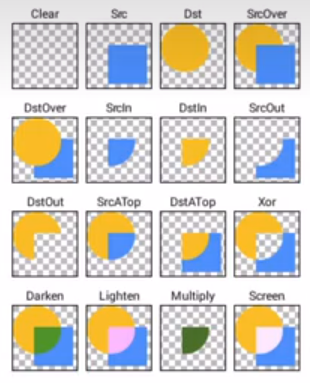 Clear Src Dst SrcOver
DstOver SrcIn DstIn SrcOut
DstOut SrcATop DstATop Xor
Darken Lighten Multiply Screen